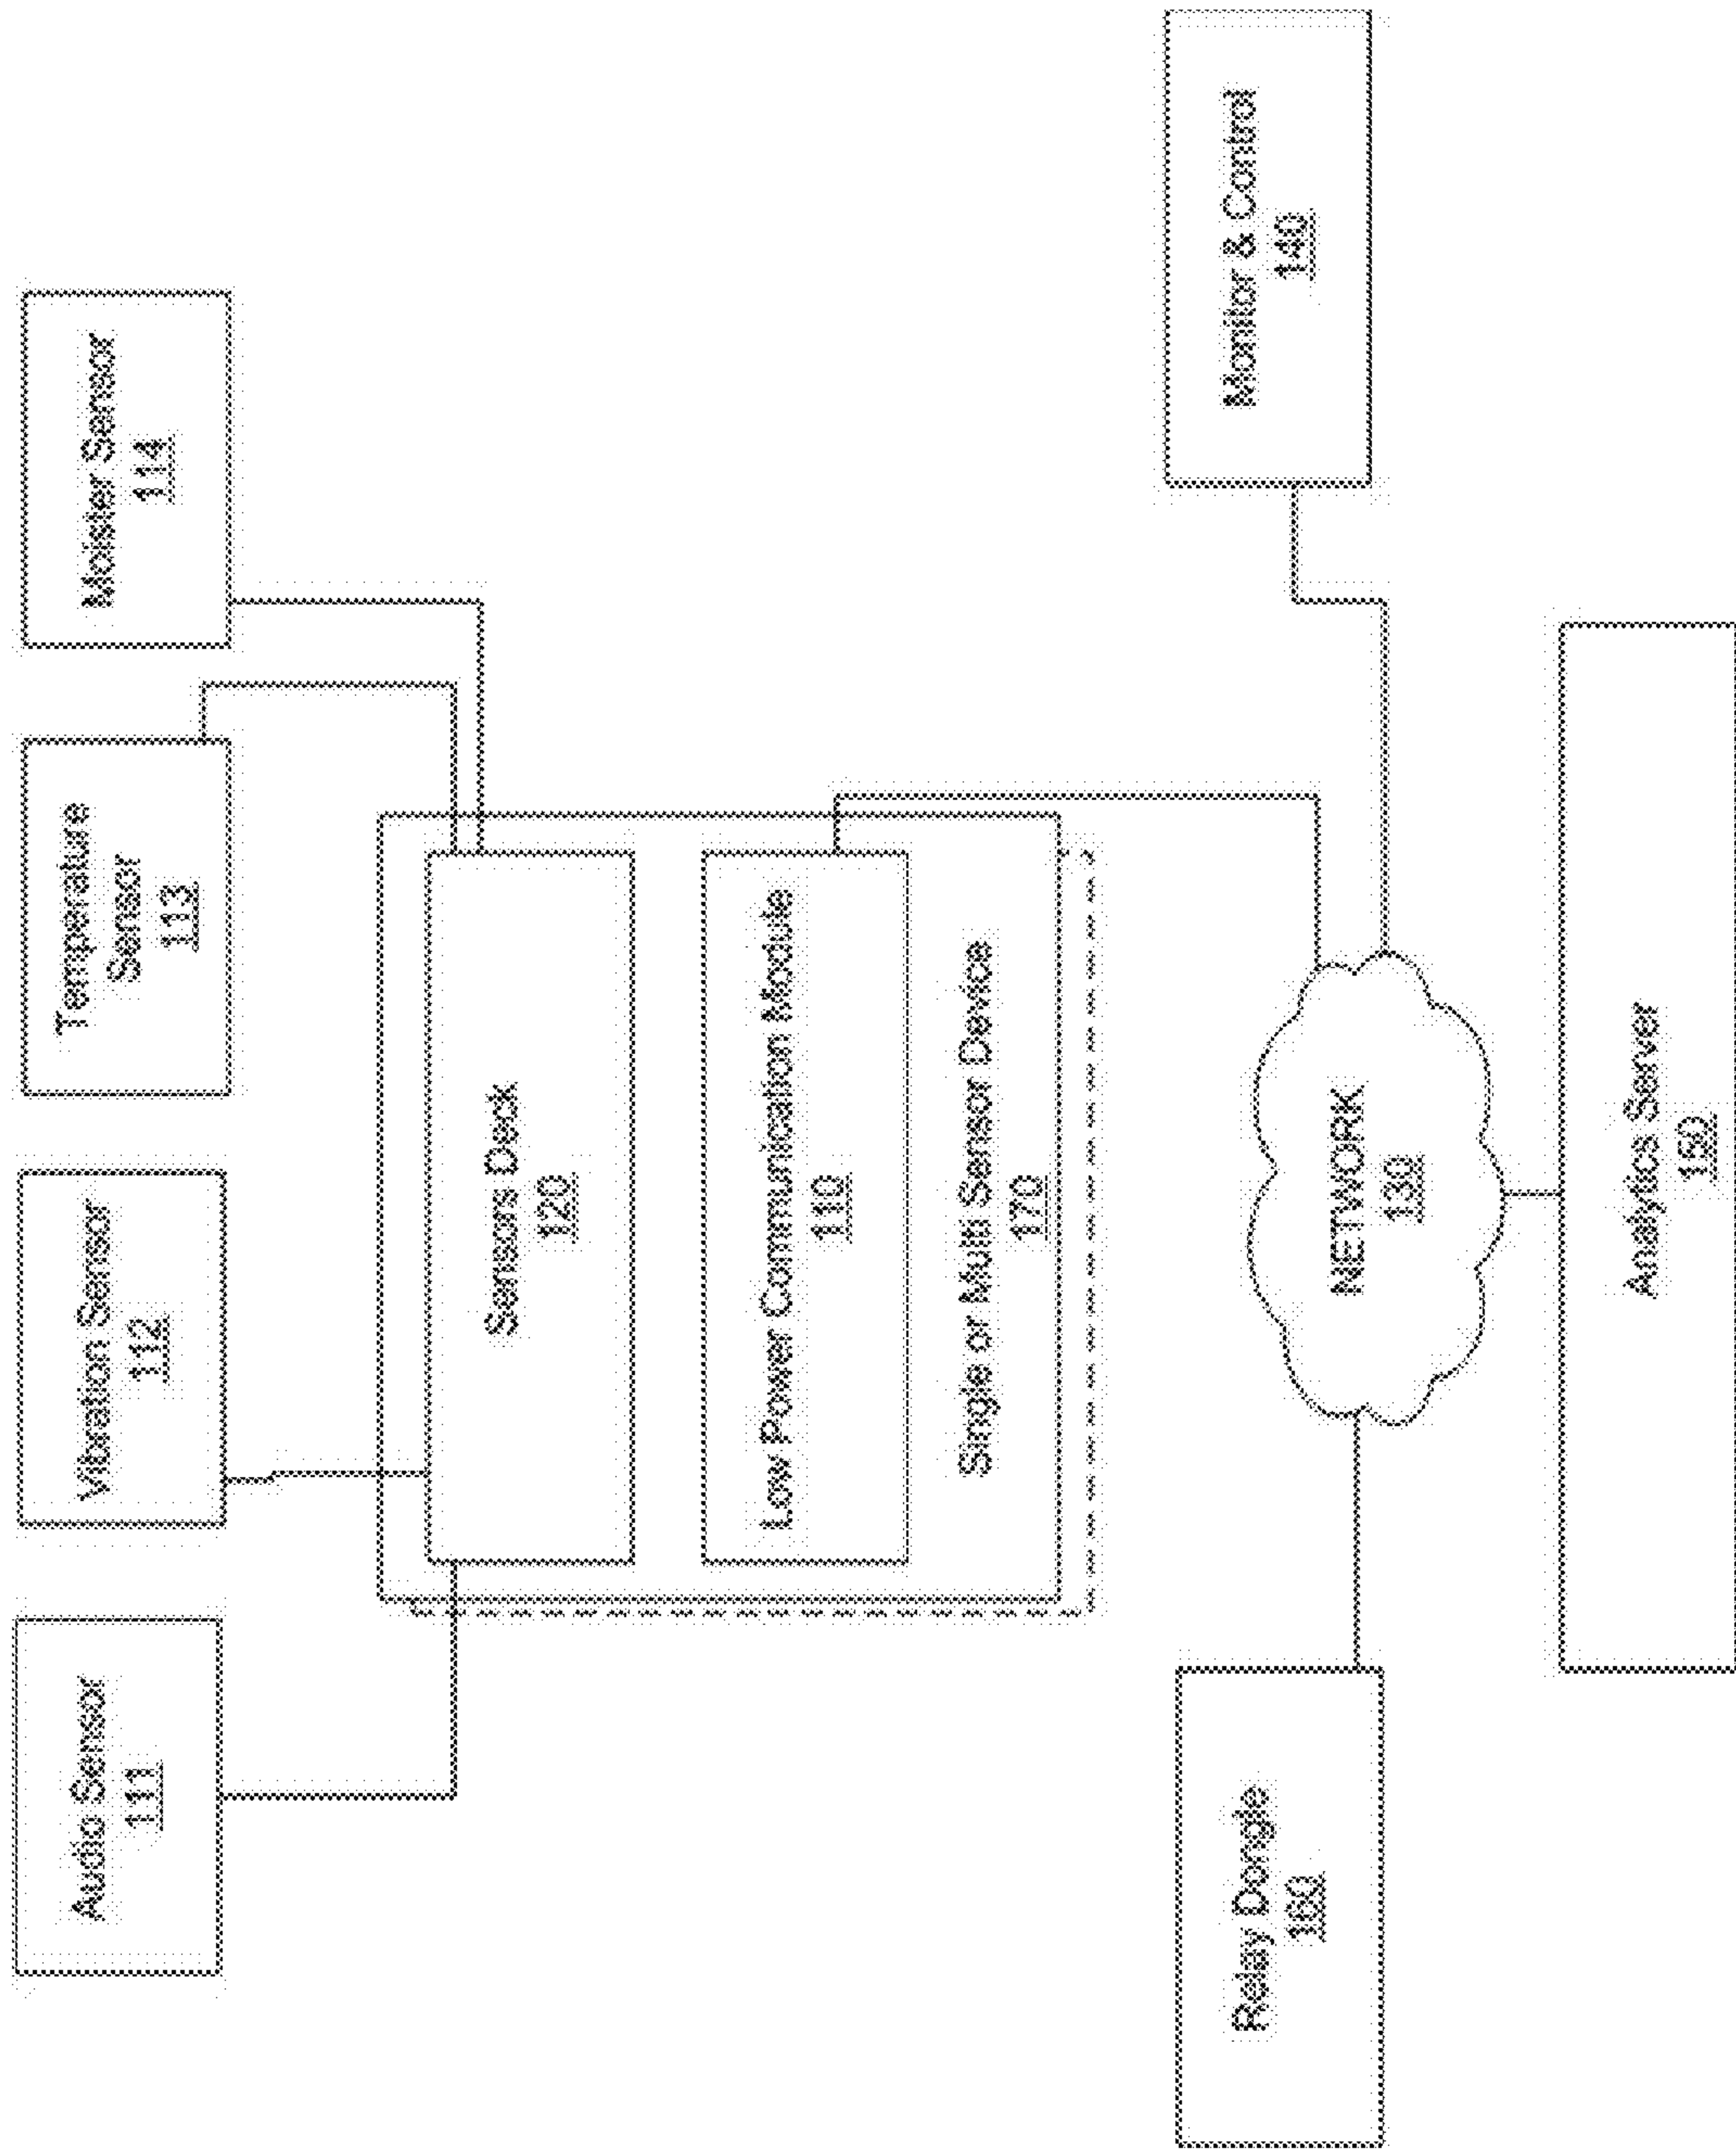 Audio Sensor
111
Vibration Sensor
112
Temperature
Sensor
113
Moister Sensor
114
Sensors Deck
120
Low Power Communication Module
110
Single or Multi Sensor Device
170
Relay Dongle
160
NETWORK
130
Monitor & Control
140
Analytics Server
150